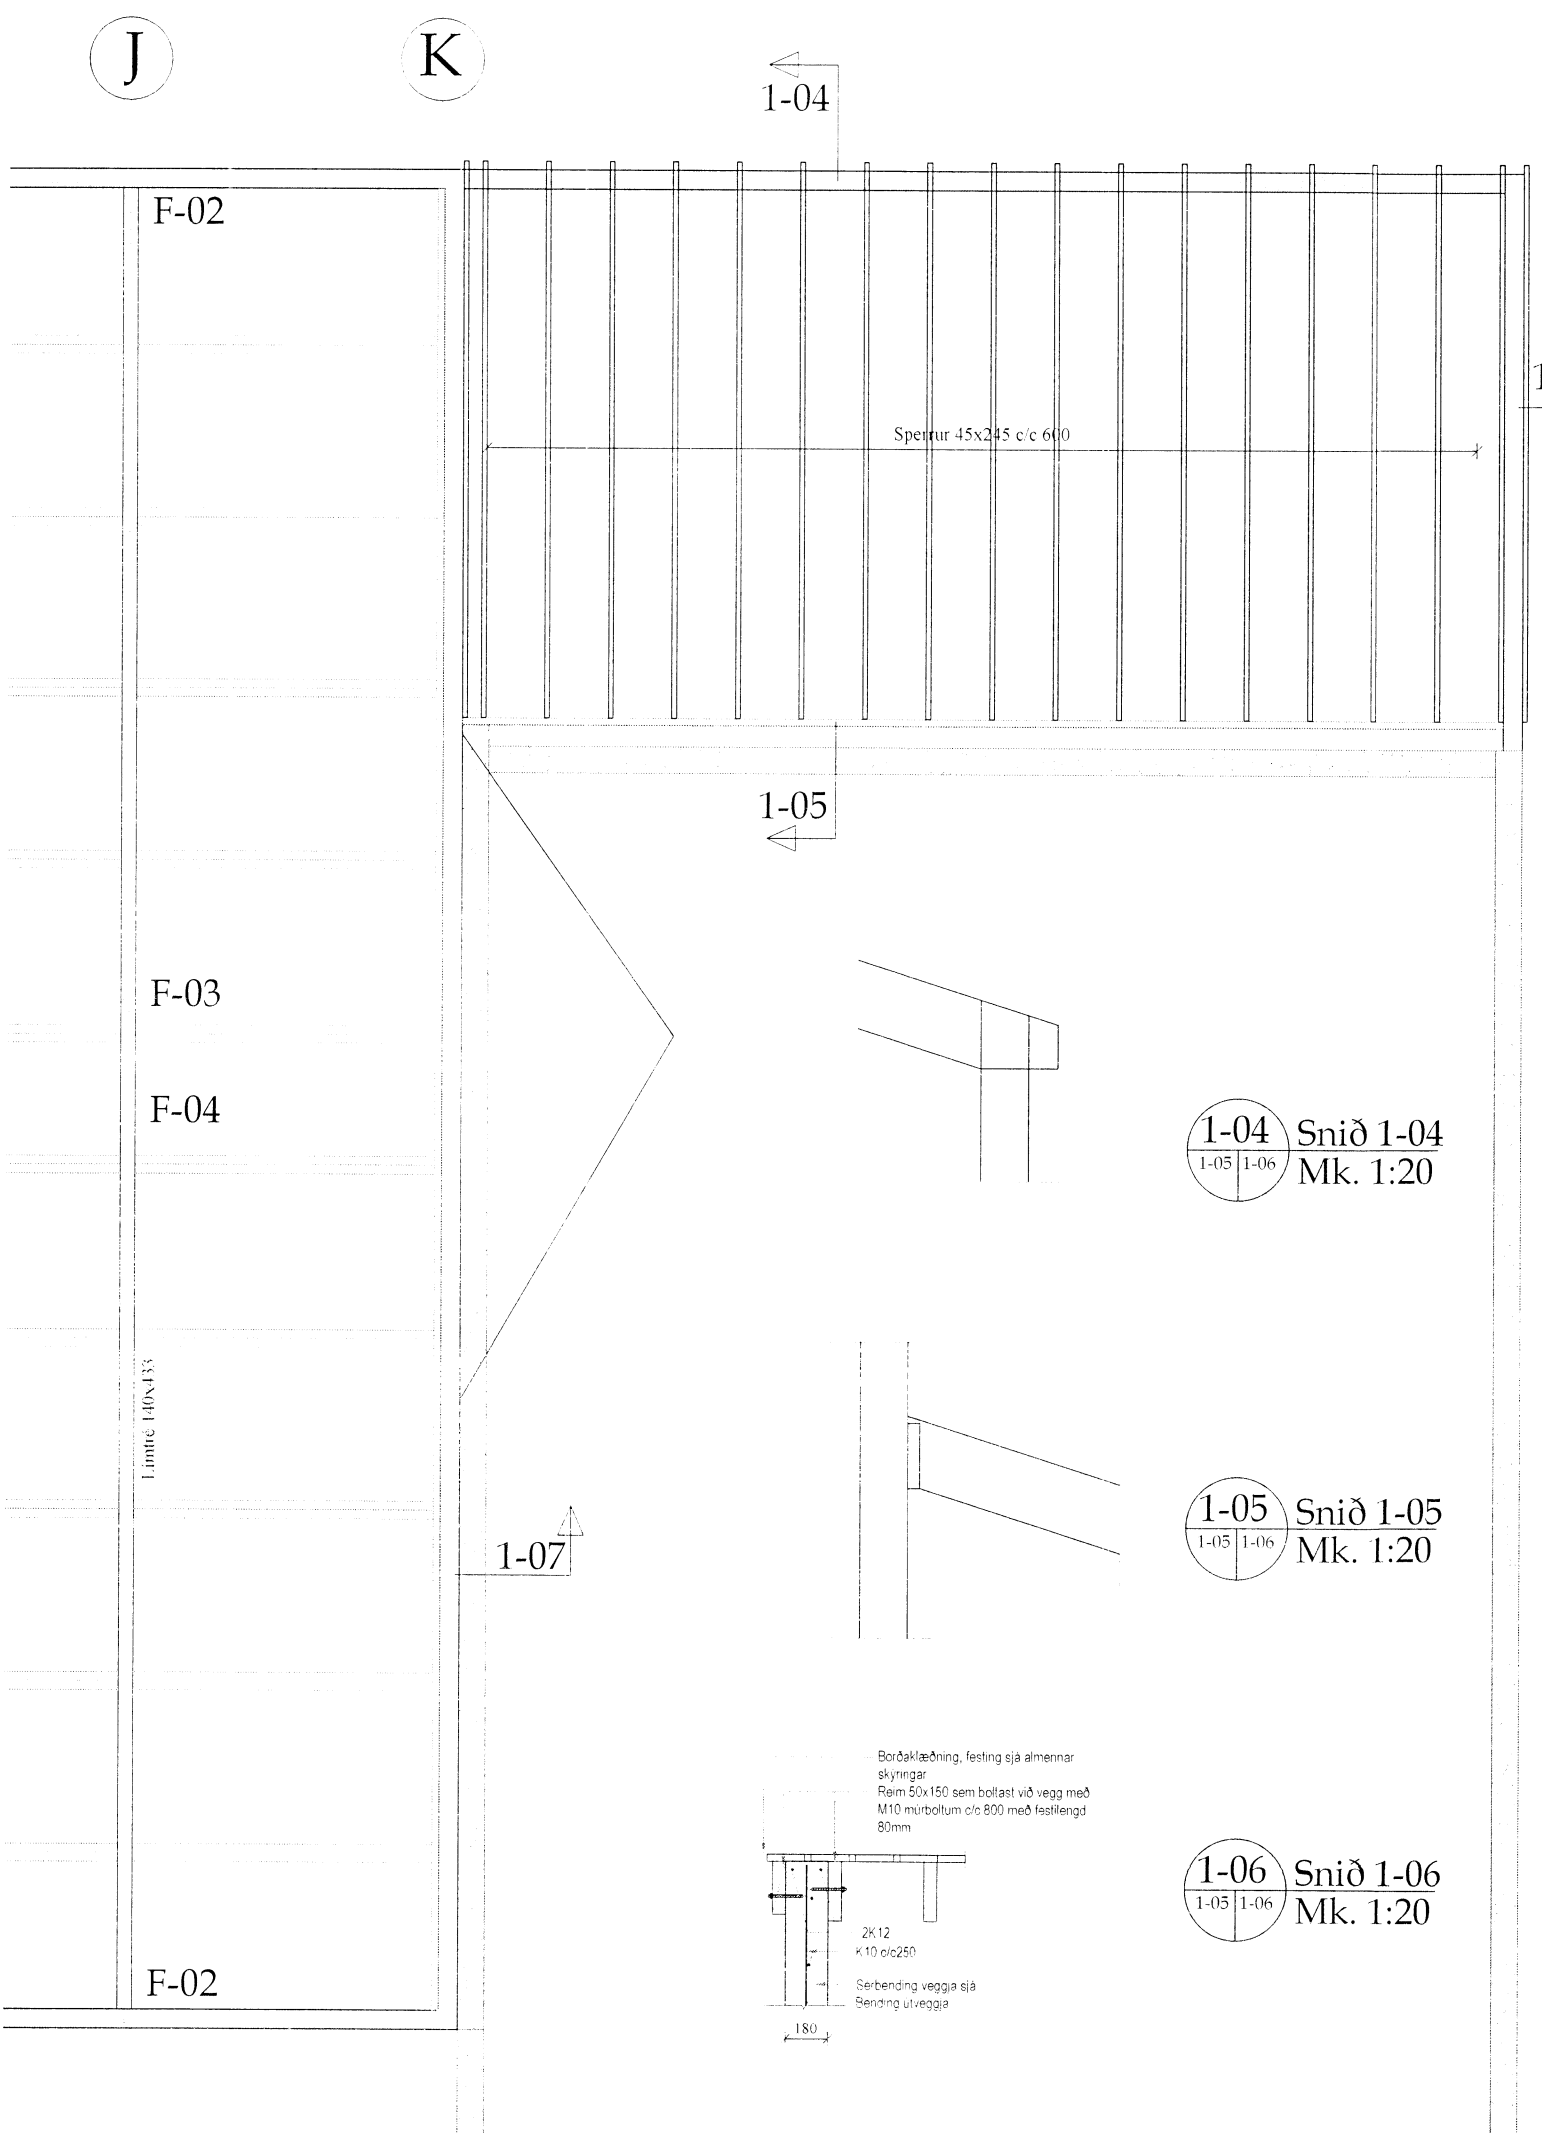 J
K
1-04
F-02
Sperrur 45x245 c/c 600
1-05
F-03
F-04
1-04 Snið 1-04
1-05 1-06 Mk. 1:20
Límtré 140x433
1-05 Snið 1-05
1-05 1-06 Mk. 1:20
1-07
Borðaklæðning, festing sjá almennar
skýringar
Reim 50x150 sem boltast við vegg með
M10 múrboltum c/c 800 með festilengd
80mm
1-06 Snið 1-06
1-05 1-06 Mk. 1:20
2K12
K10 c/c250
F-02
Serbending veggja sjá
Bending útveggja
180